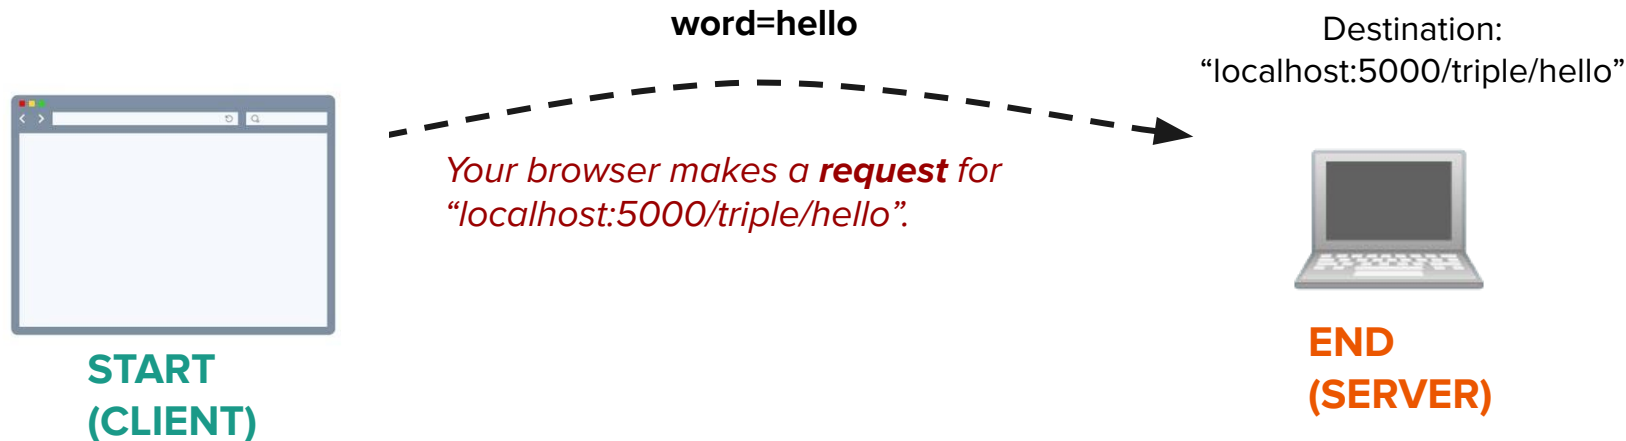 word=hello
Destination:
“localhost:5000/triple/hello”
Your browser makes a request for
“localhost:5000/triple/hello”.
START
(CLIENT)
END
(SERVER)